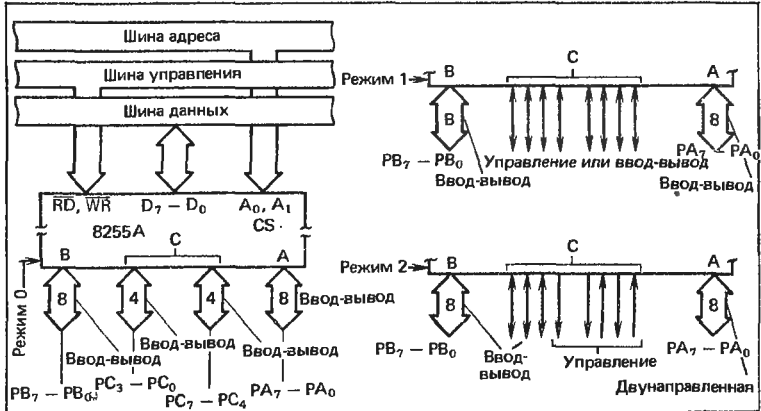 Шина адреса
Шина управления
Шина данных
RD, WR
D7 – D0
A0, A1
CS
8255A
B
C
A
Режим 0
8
4
4
8
Ввод-вывод
Ввод-вывод
Ввод-вывод
Ввод-вывод
PB7 – PB0
PC3 – PC0
PC7 – PC4
PA7 – PA0
Режим 1
B
C
A
B
8
PB7 – PB0
Управление или ввод-вывод
PA7 – PA0
Ввод-вывод
Ввод-вывод
Режим 2
B
C
A
8
8
PB7 – PB0
Ввод-
вывод
Управление
PA7 – PA0
Двунаправленная